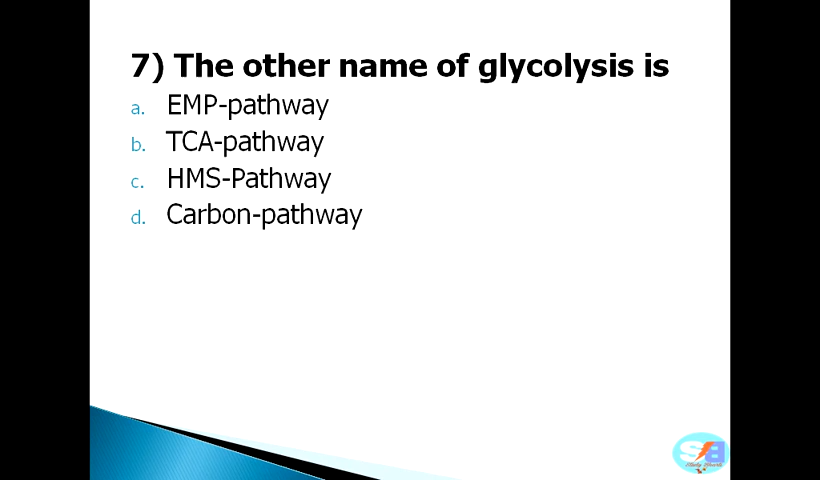 7) The other name of glycolysis is
a. EMP-pathway
b. TCA-pathway
c. HMS-Pathway
d. Carbon-pathway